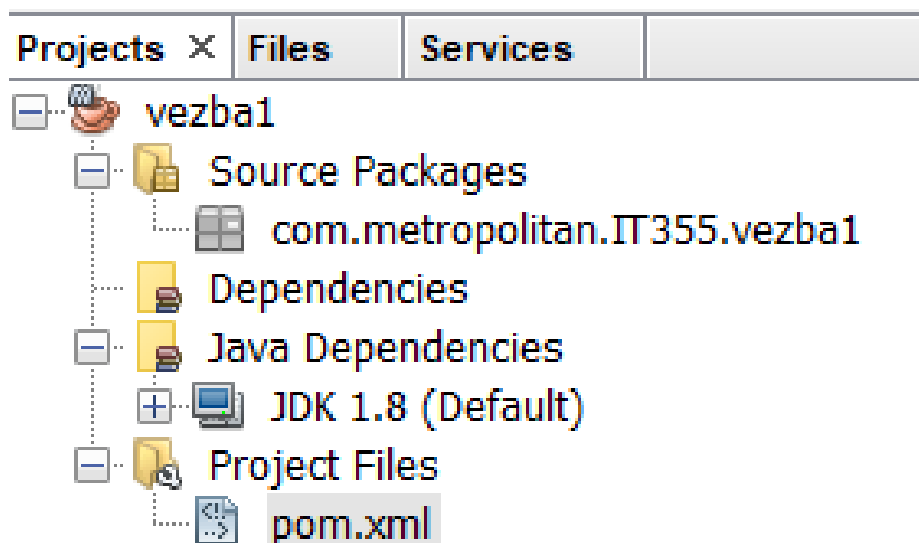 Projects Files Services
vezba1
Source Packages
com.metropolitan.IT355.vezba1
Dependencies
Java Dependencies
JDK 1.8 (Default)
Project Files
pom.xml